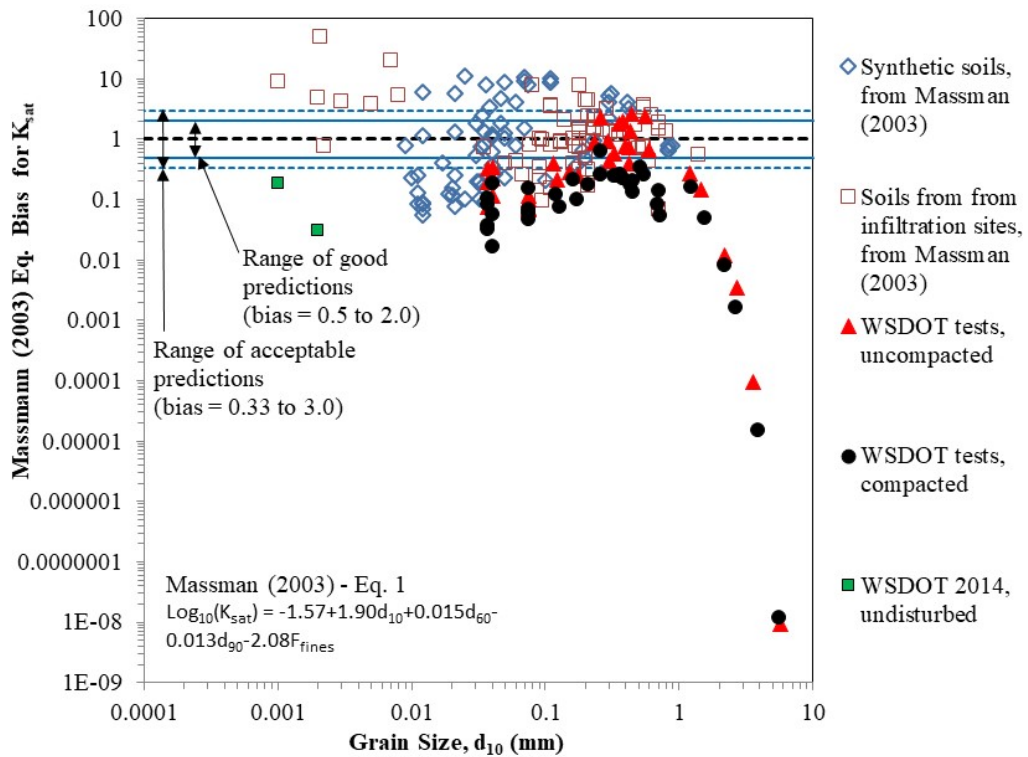 100
10
1
0.1
0.01
0.001
0.0001
0.00001
0.000001
0.0000001
1E-08
1E-09
Massmann (2003) Eq. Bias for Ksat
0.0001
0.001
0.01
0.1
1
10
Grain Size, d10 (mm)
Range of good
predictions
(bias = 0.5 to 2.0)
Range of acceptable
predictions
(bias = 0.33 to 3.0)
Massman (2003) - Eq. 1
Log10(Ksat) = -1.57+1.90d10+0.015d60-
0.013d90-2.08Ffines
Synthetic soils,
from Massman
(2003)
Soils from from
infiltration sites,
from Massman
(2003)
WSDOT tests,
uncompacted
WSDOT tests,
compacted
WSDOT 2014,
undisturbed